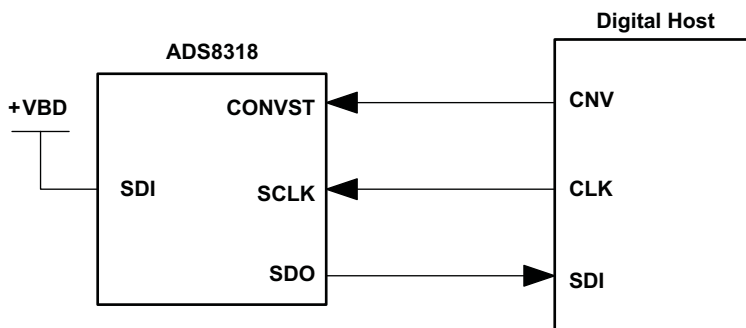 Digital Host
ADS8318
+VBD
CONVST
CNV
SDI
SCLK
CLK
SDO
SDI